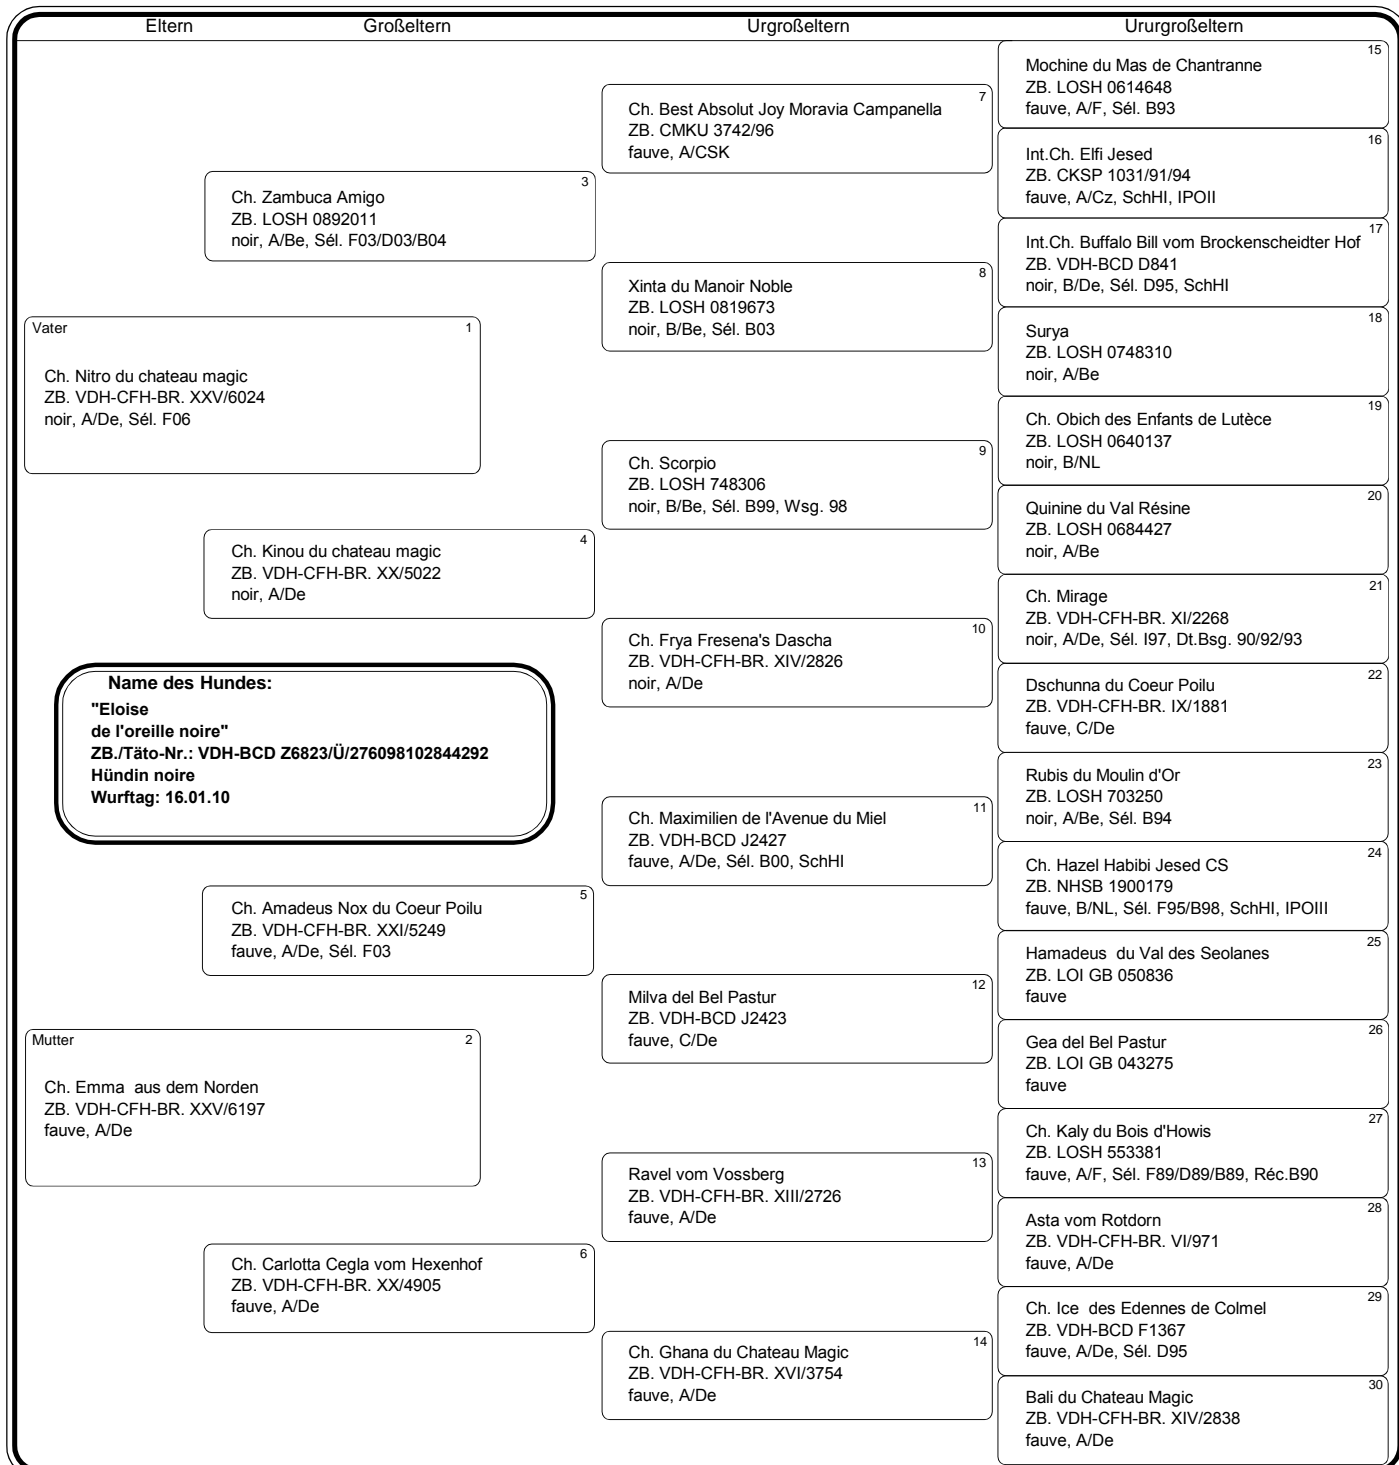 Eltern
Großeltern
Urgroßeltern
Ururgroßeltern
Vater 1
Ch. Nitro du chateau magic
ZB. VDH-CFH-BR. XXV/6024
noir, A/De, Sél. F06
Name des Hundes:
"Eloise
de l'oreille noire"
ZB./Täto-Nr.: VDH-BCD Z6823/Ü/276098102844292
Hündin noire
Wurftag: 16.01.10
Mutter 2
Ch. Emma  aus dem Norden
ZB. VDH-CFH-BR. XXV/6197
fauve, A/De
3
Ch. Zambuca Amigo
ZB. LOSH 0892011
noir, A/Be, Sél. F03/D03/B04
4
Ch. Kinou du chateau magic
ZB. VDH-CFH-BR. XX/5022
noir, A/De
5
Ch. Amadeus Nox du Coeur Poilu
ZB. VDH-CFH-BR. XXI/5249
fauve, A/De, Sél. F03
6
Ch. Carlotta Cegla vom Hexenhof
ZB. VDH-CFH-BR. XX/4905
fauve, A/De
7
Ch. Best Absolut Joy Moravia Campanella
ZB. CMKU 3742/96
fauve, A/CSK
8
Xinta du Manoir Noble
ZB. LOSH 0819673
noir, B/Be, Sél. B03
9
Ch. Scorpio
ZB. LOSH 748306
noir, B/Be, Sél. B99, Wsg. 98
10
Ch. Frya Fresena's Dascha
ZB. VDH-CFH-BR. XIV/2826
noir, A/De
11
Ch. Maximilien de l'Avenue du Miel
ZB. VDH-BCD J2427
fauve, A/De, Sél. B00, SchHI
12
Milva del Bel Pastur
ZB. VDH-BCD J2423
fauve, C/De
13
Ravel vom Vossberg
ZB. VDH-CFH-BR. XIII/2726
fauve, A/De
14
Ch. Ghana du Chateau Magic
ZB. VDH-CFH-BR. XVI/3754
fauve, A/De
15
Mochine du Mas de Chantranne
ZB. LOSH 0614648
fauve, A/F, Sél. B93
16
Int.Ch. Elfi Jesed
ZB. CKSP 1031/91/94
fauve, A/Cz, SchHI, IPOII
17
Int.Ch. Buffalo Bill vom Brockenscheidter Hof
ZB. VDH-BCD D841
noir, B/De, Sél. D95, SchHI
18
Surya
ZB. LOSH 0748310
noir, A/Be
19
Ch. Obich des Enfants de Lutèce
ZB. LOSH 0640137
noir, B/NL
20
Quinine du Val Résine
ZB. LOSH 0684427
noir, A/Be
21
Ch. Mirage
ZB. VDH-CFH-BR. XI/2268
noir, A/De, Sél. I97, Dt.Bsg. 90/92/93
22
Dschunna du Coeur Poilu
ZB. VDH-CFH-BR. IX/1881
fauve, C/De
23
Rubis du Moulin d'Or
ZB. LOSH 703250
noir, A/Be, Sél. B94
24
Ch. Hazel Habibi Jesed CS
ZB. NHSB 1900179
fauve, B/NL, Sél. F95/B98, SchHI, IPOIII
25
Hamadeus  du Val des Seolanes
ZB. LOI GB 050836
fauve
26
Gea del Bel Pastur
ZB. LOI GB 043275
fauve
27
Ch. Kaly du Bois d'Howis
ZB. LOSH 553381
fauve, A/F, Sél. F89/D89/B89, Réc.B90
28
Asta vom Rotdorn
ZB. VDH-CFH-BR. VI/971
fauve, A/De
29
Ch. Ice  des Edennes de Colmel
ZB. VDH-BCD F1367
fauve, A/De, Sél. D95
30
Bali du Chateau Magic
ZB. VDH-CFH-BR. XIV/2838
fauve, A/De